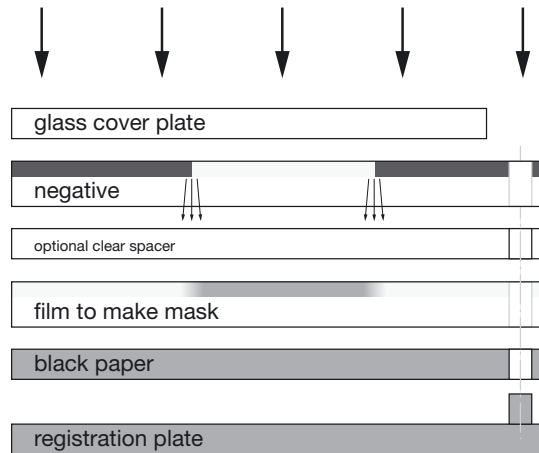 glass cover plate
negative
optional clear spacer
film to make mask
black paper
registration plate